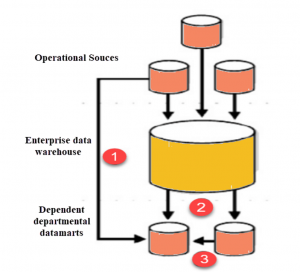 Operational Souces
Enterprise data
warehouse
1
2
Dependent
departmental
datamarts
3